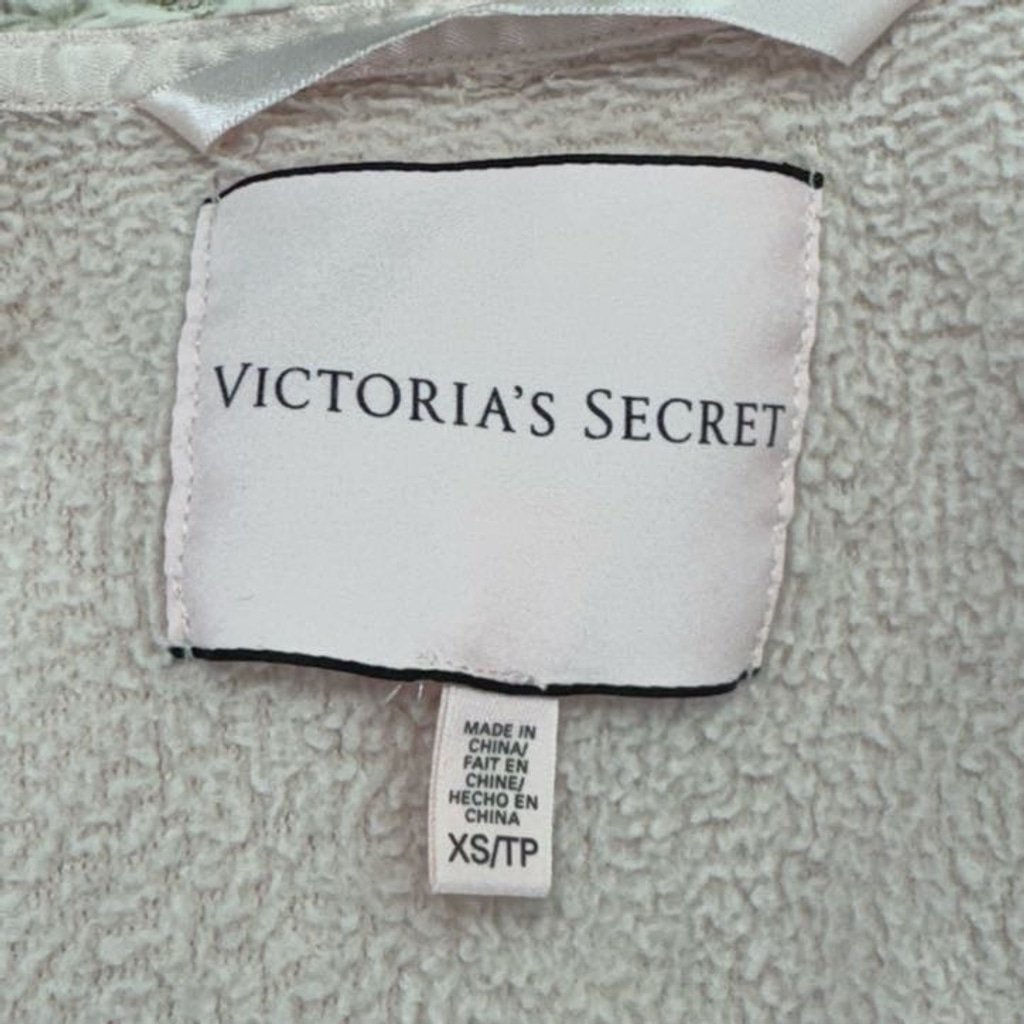 VICTORIA'S SECRET
MADE IN
CHINA/
FAIT EN
CHINE/
HECHO EN
CHINA
XS/TP